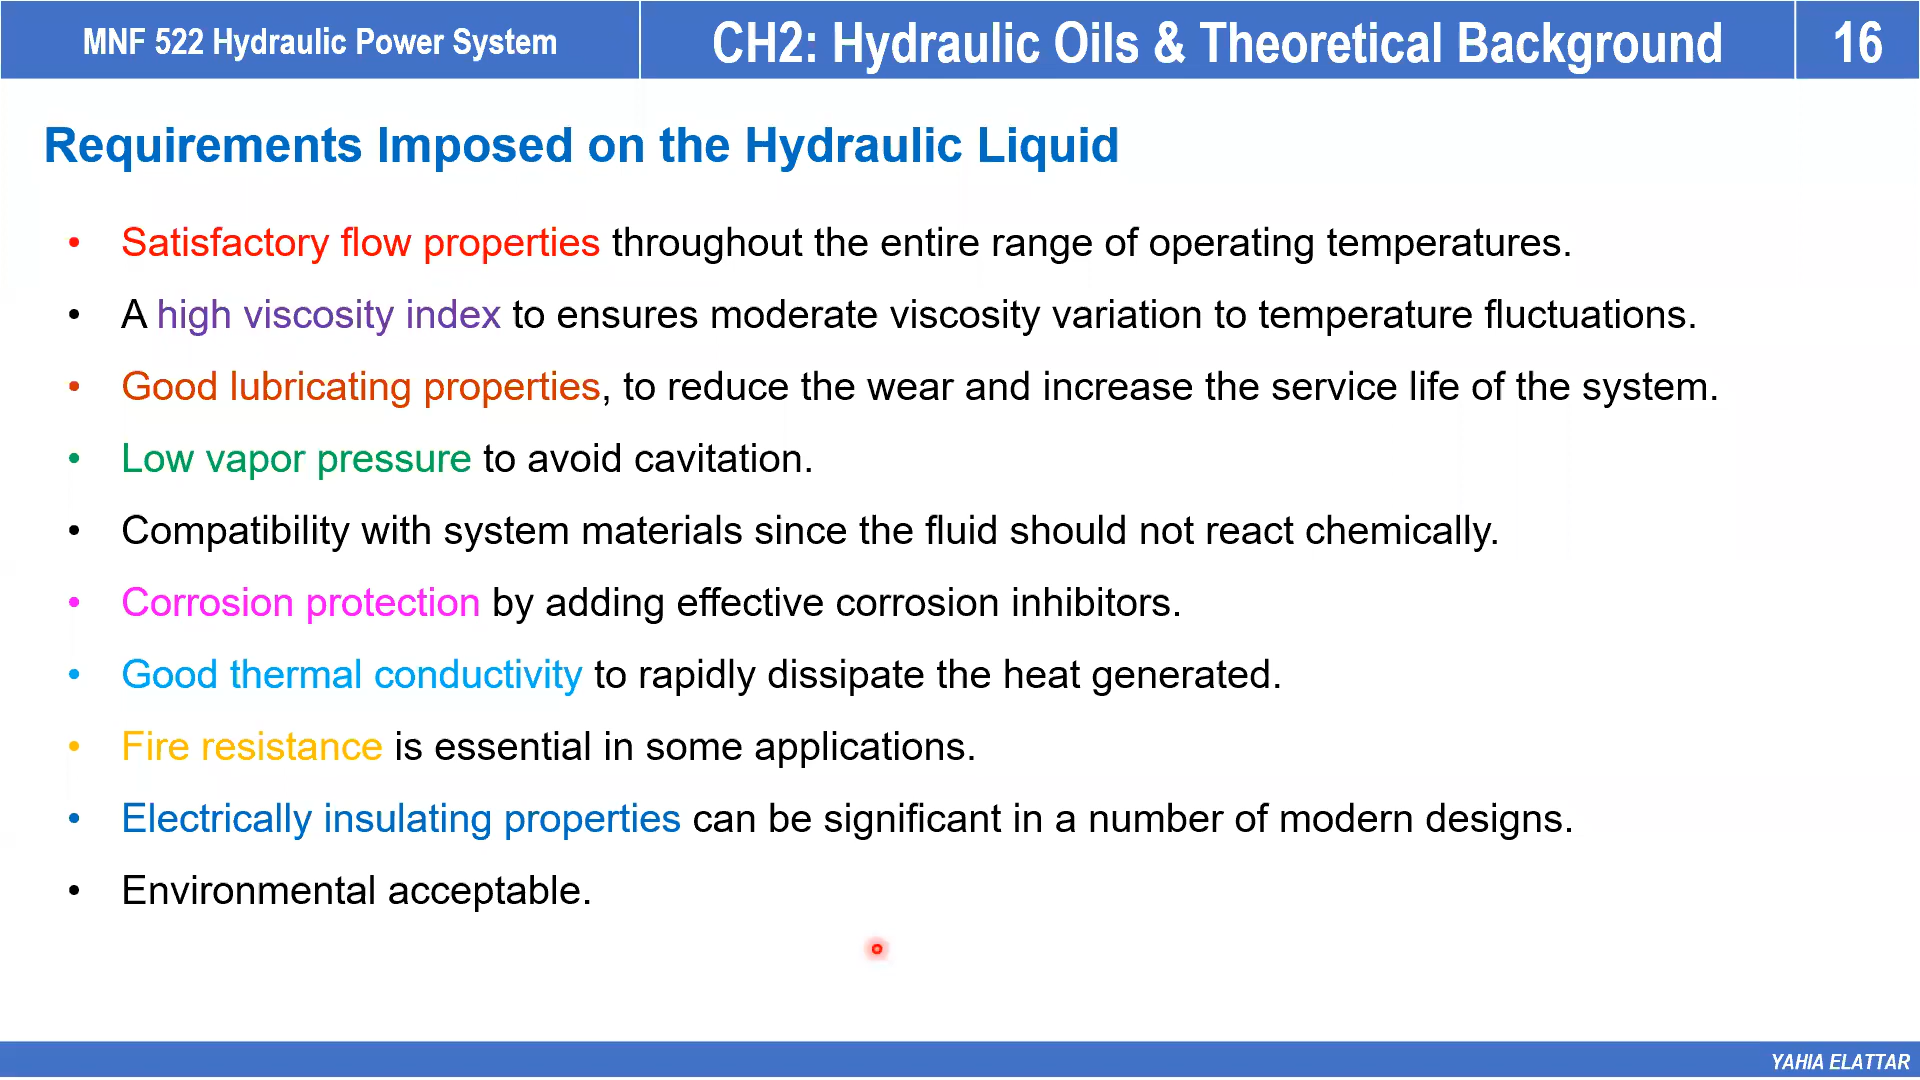 MNF 522 Hydraulic Power System
CH2: Hydraulic Oils & Theoretical Background
16
Requirements Imposed on the Hydraulic Liquid
• Satisfactory flow properties throughout the entire range of operating temperatures.
• A high viscosity index to ensures moderate viscosity variation to temperature fluctuations.
• Good lubricating properties, to reduce the wear and increase the service life of the system.
• Low vapor pressure to avoid cavitation.
• Compatibility with system materials since the fluid should not react chemically.
• Corrosion protection by adding effective corrosion inhibitors.
• Good thermal conductivity to rapidly dissipate the heat generated.
• Fire resistance is essential in some applications.
• Electrically insulating properties can be significant in a number of modern designs.
• Environmental acceptable.
YAHIA ELATTAR